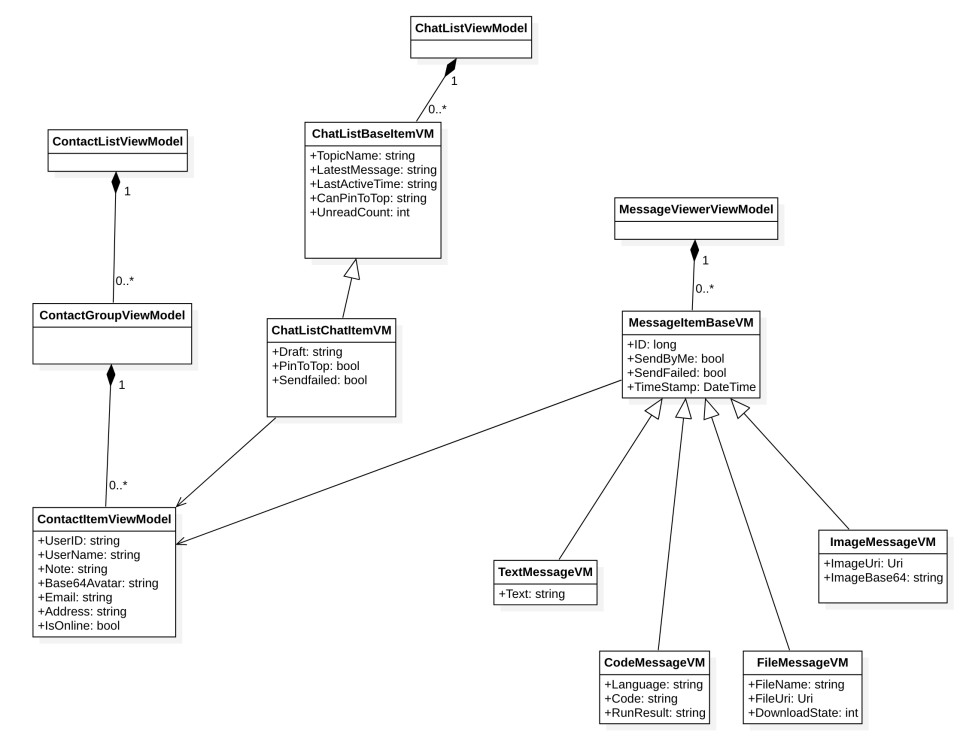 ChatListViewModel
1
0..*
ChatListBaseItemVM
+TopicName: string
+LatestMessage: string
+LastActiveTime: string
+CanPinToTop: string
+UnreadCount: int
ContactListViewModel
1
0..*
ContactGroupViewModel
1
0..*
ChatListChatItemVM
+Draft: string
+PinToTop: bool
+Sendfailed: bool
MessageViewerViewModel
1
0..*
MessageItemBaseVM
+ID: long
+SendByMe: bool
+SendFailed: bool
+TimeStamp: DateTime
ContactItemViewModel
+UserID: string
+UserName: string
+Note: string
+Base64Avatar: string
+Email: string
+Address: string
+IsOnline: bool
TextMessageVM
+Text: string
ImageMessageVM
+ImageUri: Uri
+ImageBase64: string
CodeMessageVM
+Language: string
+Code: string
+RunResult: string
FileMessageVM
+FileName: string
+FileUri: Uri
+DownloadState: int